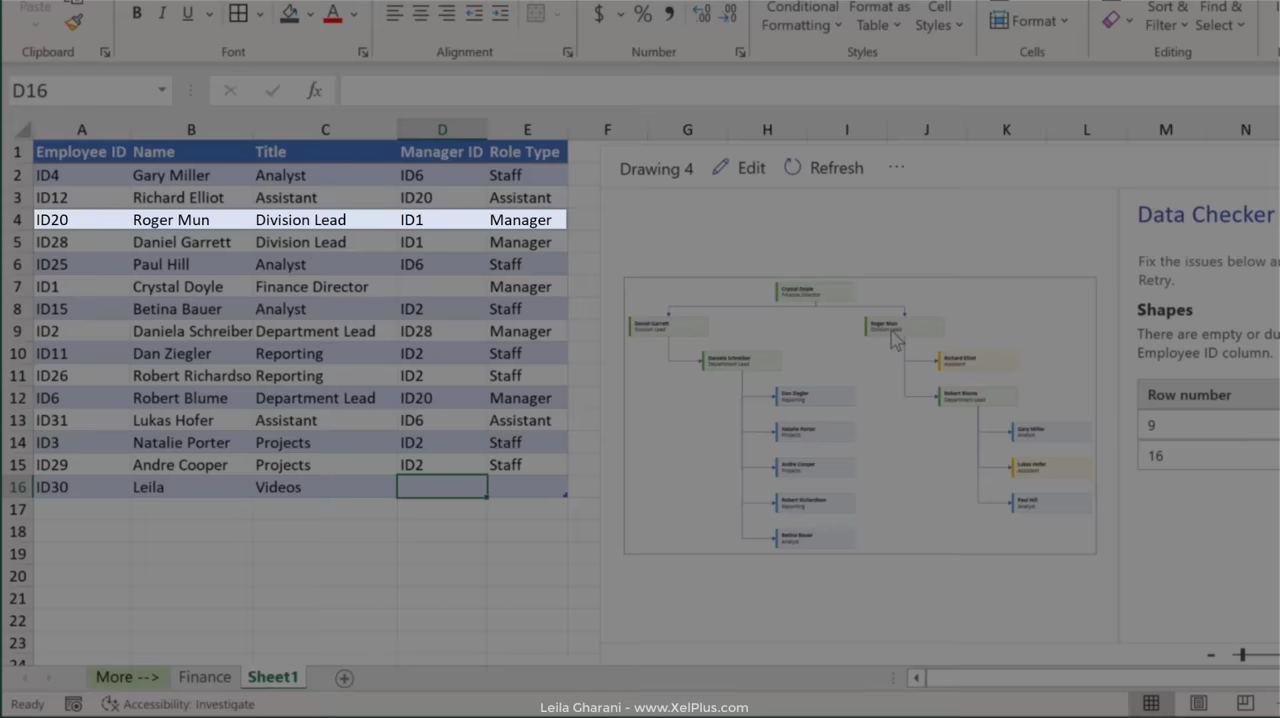 Paste
B I U A $ % 9
Conditional Formatting
Format as Table
Cell Styles
Format
Sort & Filter
Find & Select
Clipboard Font Alignment Number Styles Cells Editing
D16 fx
A B C D E F G H I J K L M N
1 Employee ID Name Title Manager ID Role Type
2 ID4 Gary Miller Analyst ID6 Staff
3 ID12 Richard Elliot Assistant ID20 Assistant
4 ID20 Roger Mun Division Lead ID1 Manager
5 ID28 Daniel Garrett Division Lead ID1 Manager
6 ID25 Paul Hill Analyst ID6 Staff
7 ID1 Crystal Doyle Finance Director Manager
8 ID15 Betina Bauer Analyst ID2 Staff
9 ID2 Daniela Schreiber Department Lead ID28 Manager
10 ID11 Dan Ziegler Reporting ID2 Staff
11 ID26 Robert Richardso Reporting ID2 Staff
12 ID6 Robert Blume Department Lead ID20 Manager
13 ID31 Lukas Hofer Assistant ID6 Assistant
14 ID3 Natalie Porter Projects ID2 Staff
15 ID29 Andre Cooper Projects ID2 Staff
16 ID30 Leila Videos
17
18
19
20
21
22
23
24
Drawing 4 Edit Refresh ...
Crystal Doyle
Finance Director
Daniel Garrett
Division Lead
Roger Mun
Division Lead
Daniela Schreiber
Department Lead
Richard Elliot
Assistant
Dan Ziegler
Reporting
Robert Blume
Department Lead
Natalie Porter
Projects
Gary Miller
Analyst
Andre Cooper
Projects
Lukas Hofer
Assistant
Robert Richardson
Reporting
Paul Hill
Analyst
Betina Bauer
Analyst
Data Checker
Fix the issues below
Retry.
Shapes
There are empty or
Employee ID column.
Row number
9
16
More --> Finance Sheet1
Ready Accessibility: Investigate
Leila Gharani - www.XelPlus.com